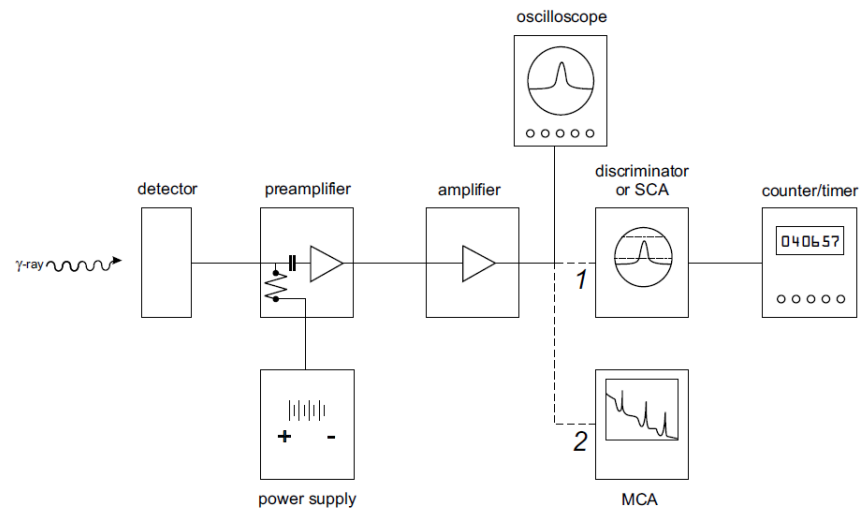 oscilloscope
detector
preamplifier
amplifier
discriminator
or SCA
counter/timer
γ-ray
040657
1
+ -
2
power supply
MCA